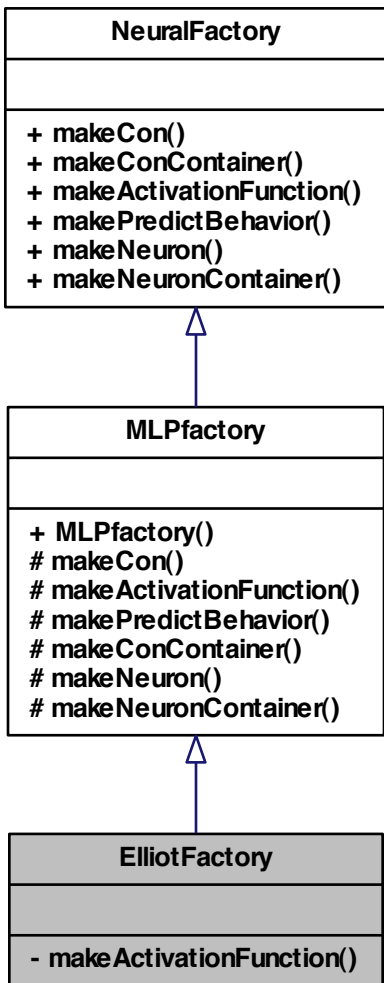 NeuralFactory
+ makeCon()
+ makeConContainer()
+ makeActivationFunction()
+ makePredictBehavior()
+ makeNeuron()
+ makeNeuronContainer()
MLPfactory
+ MLPfactory()
# makeCon()
# makeActivationFunction()
# makePredictBehavior()
# makeConContainer()
# makeNeuron()
# makeNeuronContainer()
ElliotFactory
- makeActivationFunction()